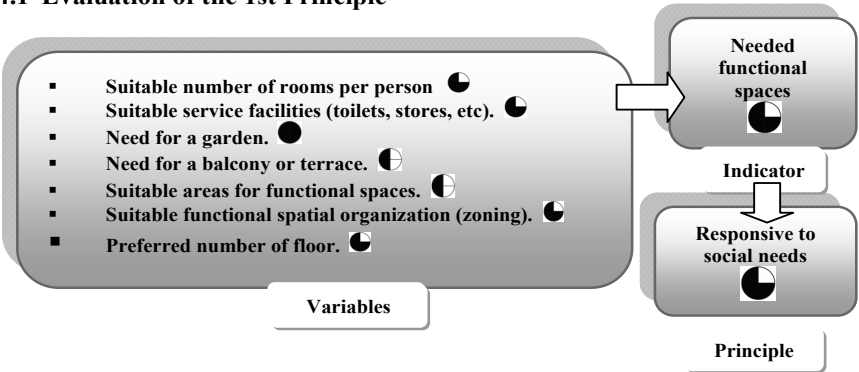 4.1 Evaluation of the 1st Principle
▪ Suitable number of rooms per person
▪ Suitable service facilities (toilets, stores, etc).
▪ Need for a garden.
▪ Need for a balcony or terrace.
▪ Suitable areas for functional spaces.
▪ Suitable functional spatial organization (zoning).
▪ Preferred number of floor.
Variables
Needed
functional
spaces
Indicator
Responsive to
social needs
Principle